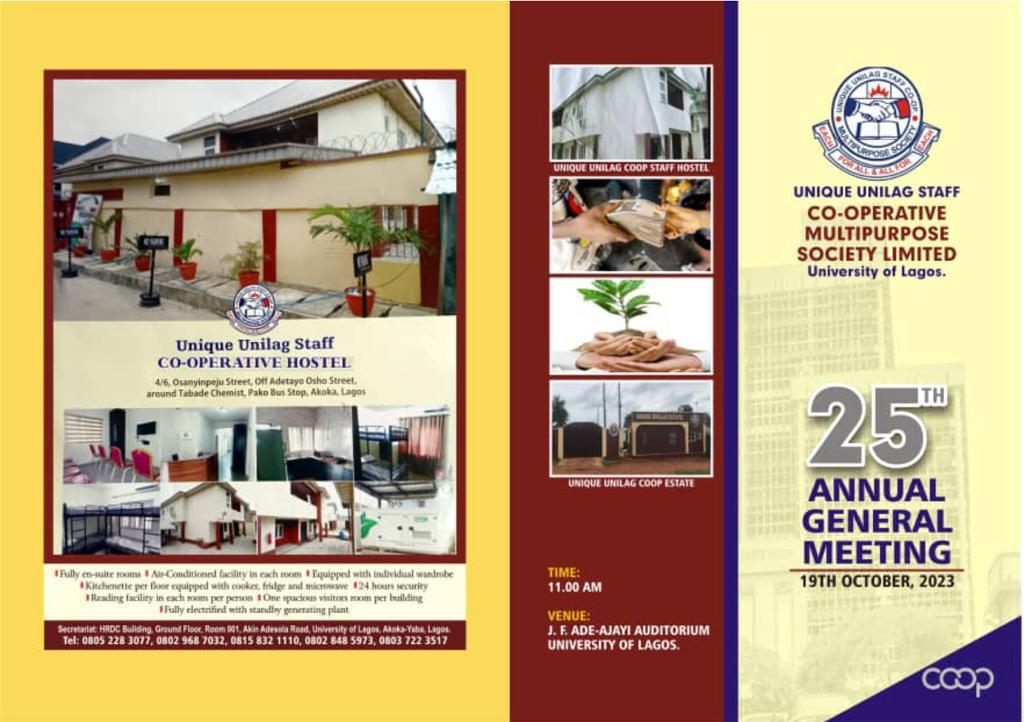 Unique Unilag Staff
CO-OPERATIVE HOSTEL
4/6, Osanyinpeju Street, Off Adetayo Osho Street,
around Tabade Chemist, Pako Bus Stop, Akoka, Lagos
Fully en-suite rooms Air-Conditioned facility in each room Equipped with individual wardrobe
Kitchenette per floor equipped with cooker, fridge and microwave 24 hours security
Reading facility in each room per person One spacious visitors room per building
Fully electrified with standby generating plant
Secretariat: HRDC Building, Ground Floor, Room 001, Akin Adesola Road, University of Lagos, Akoka-Yaba, Lagos.
Tel: 0805 228 3077, 0802 968 7032, 0815 832 1110, 0802 848 5973, 0803 722 3517
UNIQUE UNILAG COOP STAFF HOSTEL
UNIQUE UNILAG COOP ESTATE
TIME:
11.00 AM
VENUE:
J. F. ADE-AJAYI AUDITORIUM
UNIVERSITY OF LAGOS.
UNIQUE UNILAG STAFF CO-OP
MULTIPURPOSE SOCIETY
EACH FOR ALL & ALL FOR EACH
UNIQUE UNILAG STAFF
CO-OPERATIVE
MULTIPURPOSE
SOCIETY LIMITED
University of Lagos.
25TH
ANNUAL
GENERAL
MEETING
19TH OCTOBER, 2023
coop